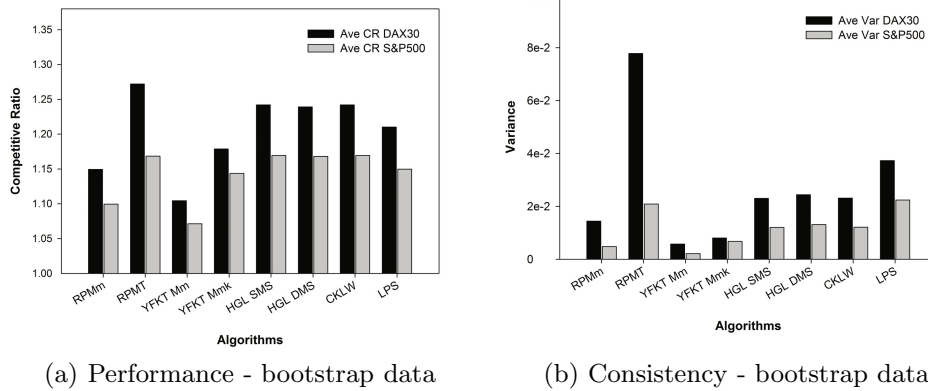 Ave CR DAX30
Ave CR S&P500
1.35
1.30
1.25
1.20
1.15
1.10
1.05
1.00
Competitive Ratio
RPMm
RPMT
YFKT Mm
YFKT Mmk
HGL SMS
HGL DMS
CKLW
LPS
Algorithms
(a) Performance - bootstrap data
Ave Var DAX30
Ave Var S&P500
8e-2
6e-2
4e-2
2e-2
0
Variance
RPMm
RPMT
YFKT Mm
YFKT Mmk
HGL SMS
HGL DMS
CKLW
LPS
Algorithms
(b) Consistency - bootstrap data